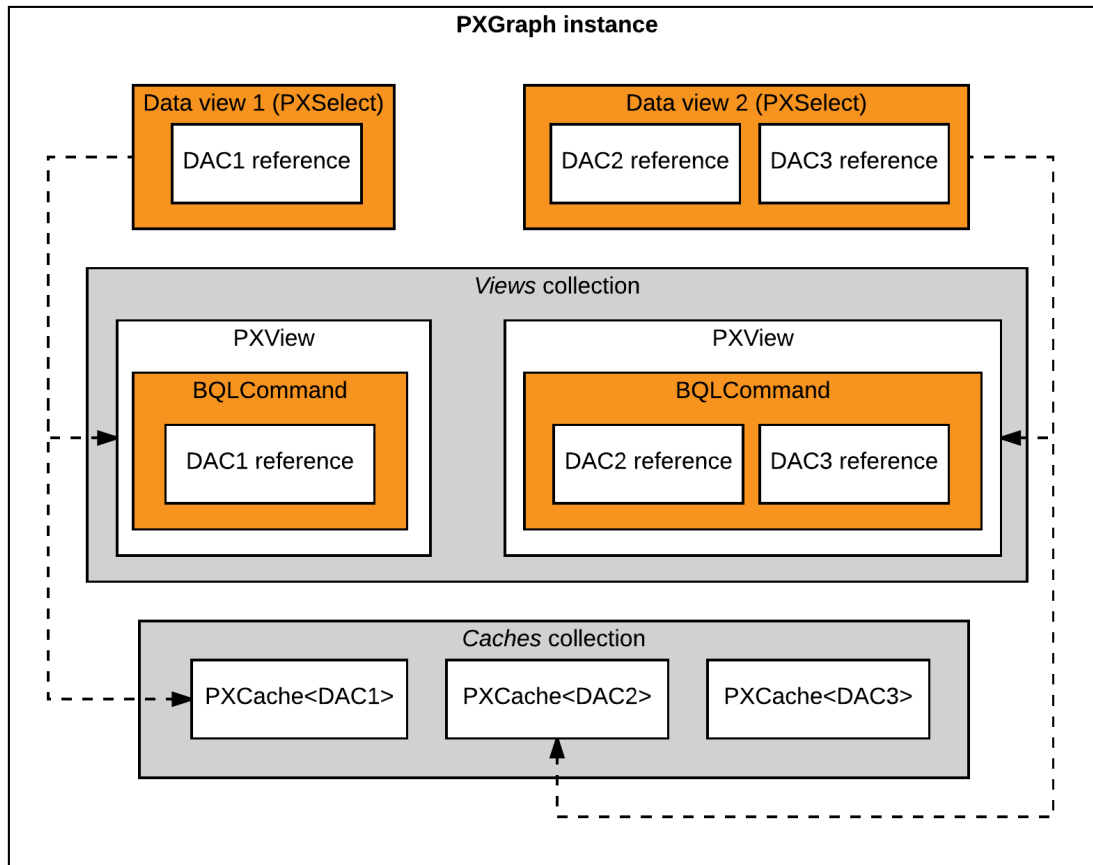 PXGraph instance
Data view 1 (PXSelect)
DAC1 reference
Data view 2 (PXSelect)
DAC2 reference
DAC3 reference
Views collection
PXView
BQLCommand
DAC1 reference
PXView
BQLCommand
DAC2 reference
DAC3 reference
Caches collection
PXCache<DAC1>
PXCache<DAC2>
PXCache<DAC3>